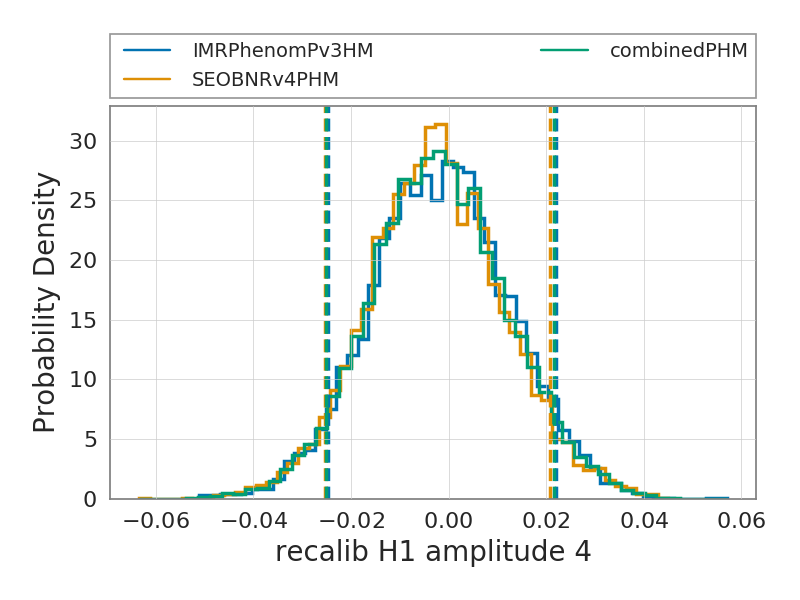 IMRPhenomPv3HM
SEOBNRv4PHM
combinedPHM
Probability Density
30
25
20
15
10
5
0
−0.06 −0.04 −0.02 0.00 0.02 0.04 0.06
recalib H1 amplitude 4